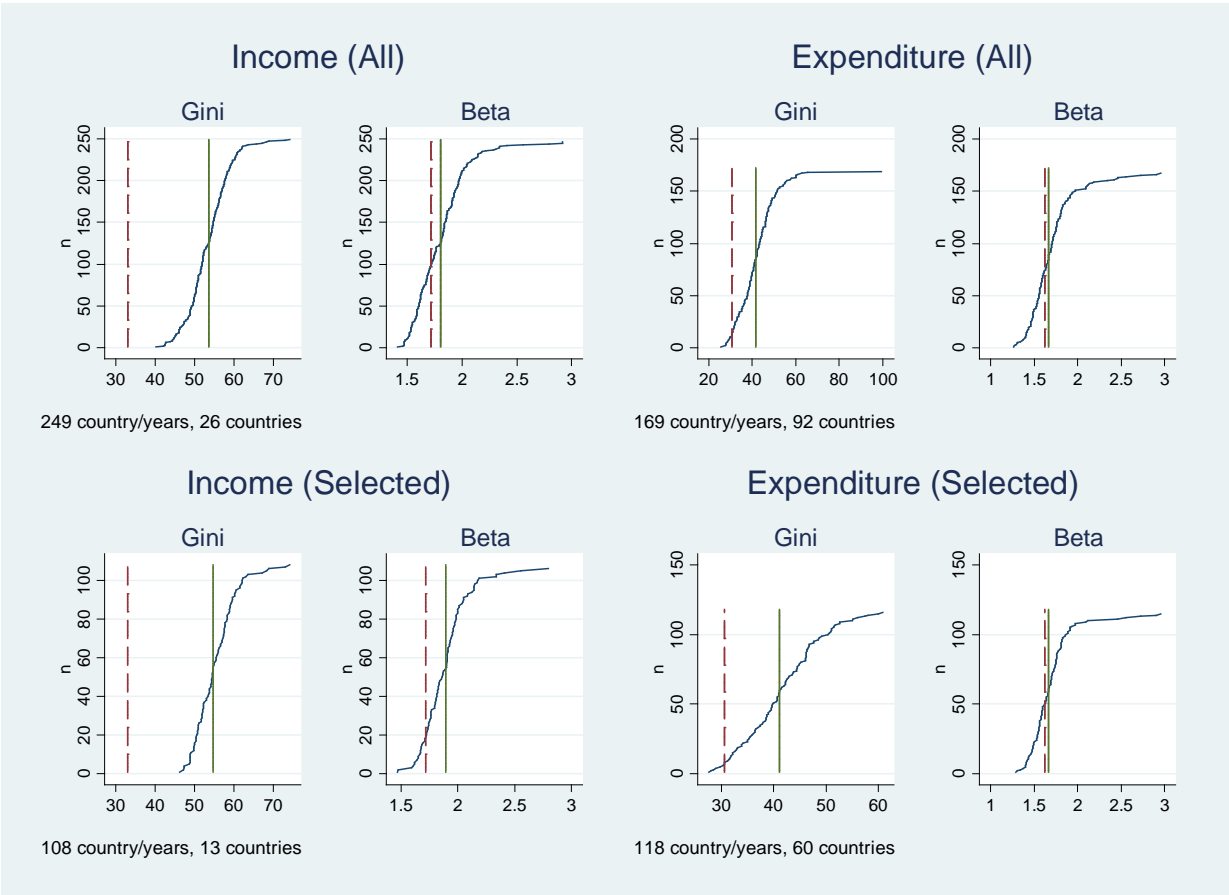 Income (All)
Gini
n
0 50 100 150 200 250
30 40 50 60 70
Beta
0 50 100 150 200 250
1.5 2 2.5 3
249 country/years, 26 countries
Expenditure (All)
Gini
n
0 50 100 150 200
20 40 60 80 100
Beta
n
0 50 100 150 200
1 1.5 2 2.5 3
169 country/years, 92 countries
Income (Selected)
Gini
n
0 20 40 60 80 100
30 40 50 60 70
Beta
n
0 20 40 60 80 100
1.5 2 2.5 3
108 country/years, 13 countries
Expenditure (Selected)
Gini
n
0 50 100 150
30 40 50 60
Beta
n
0 50 100 150
1 1.5 2 2.5 3
118 country/years, 60 countries